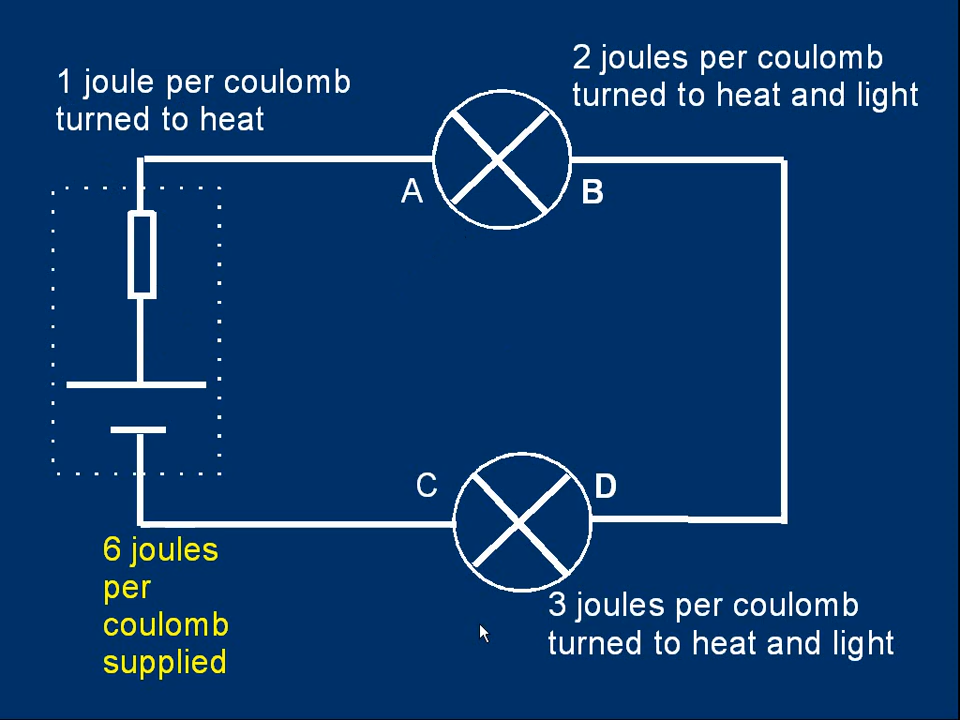 1 joule per coulomb
turned to heat
2 joules per coulomb
turned to heat and light
A
B
C
D
6 joules
per
coulomb
supplied
3 joules per coulomb
turned to heat and light